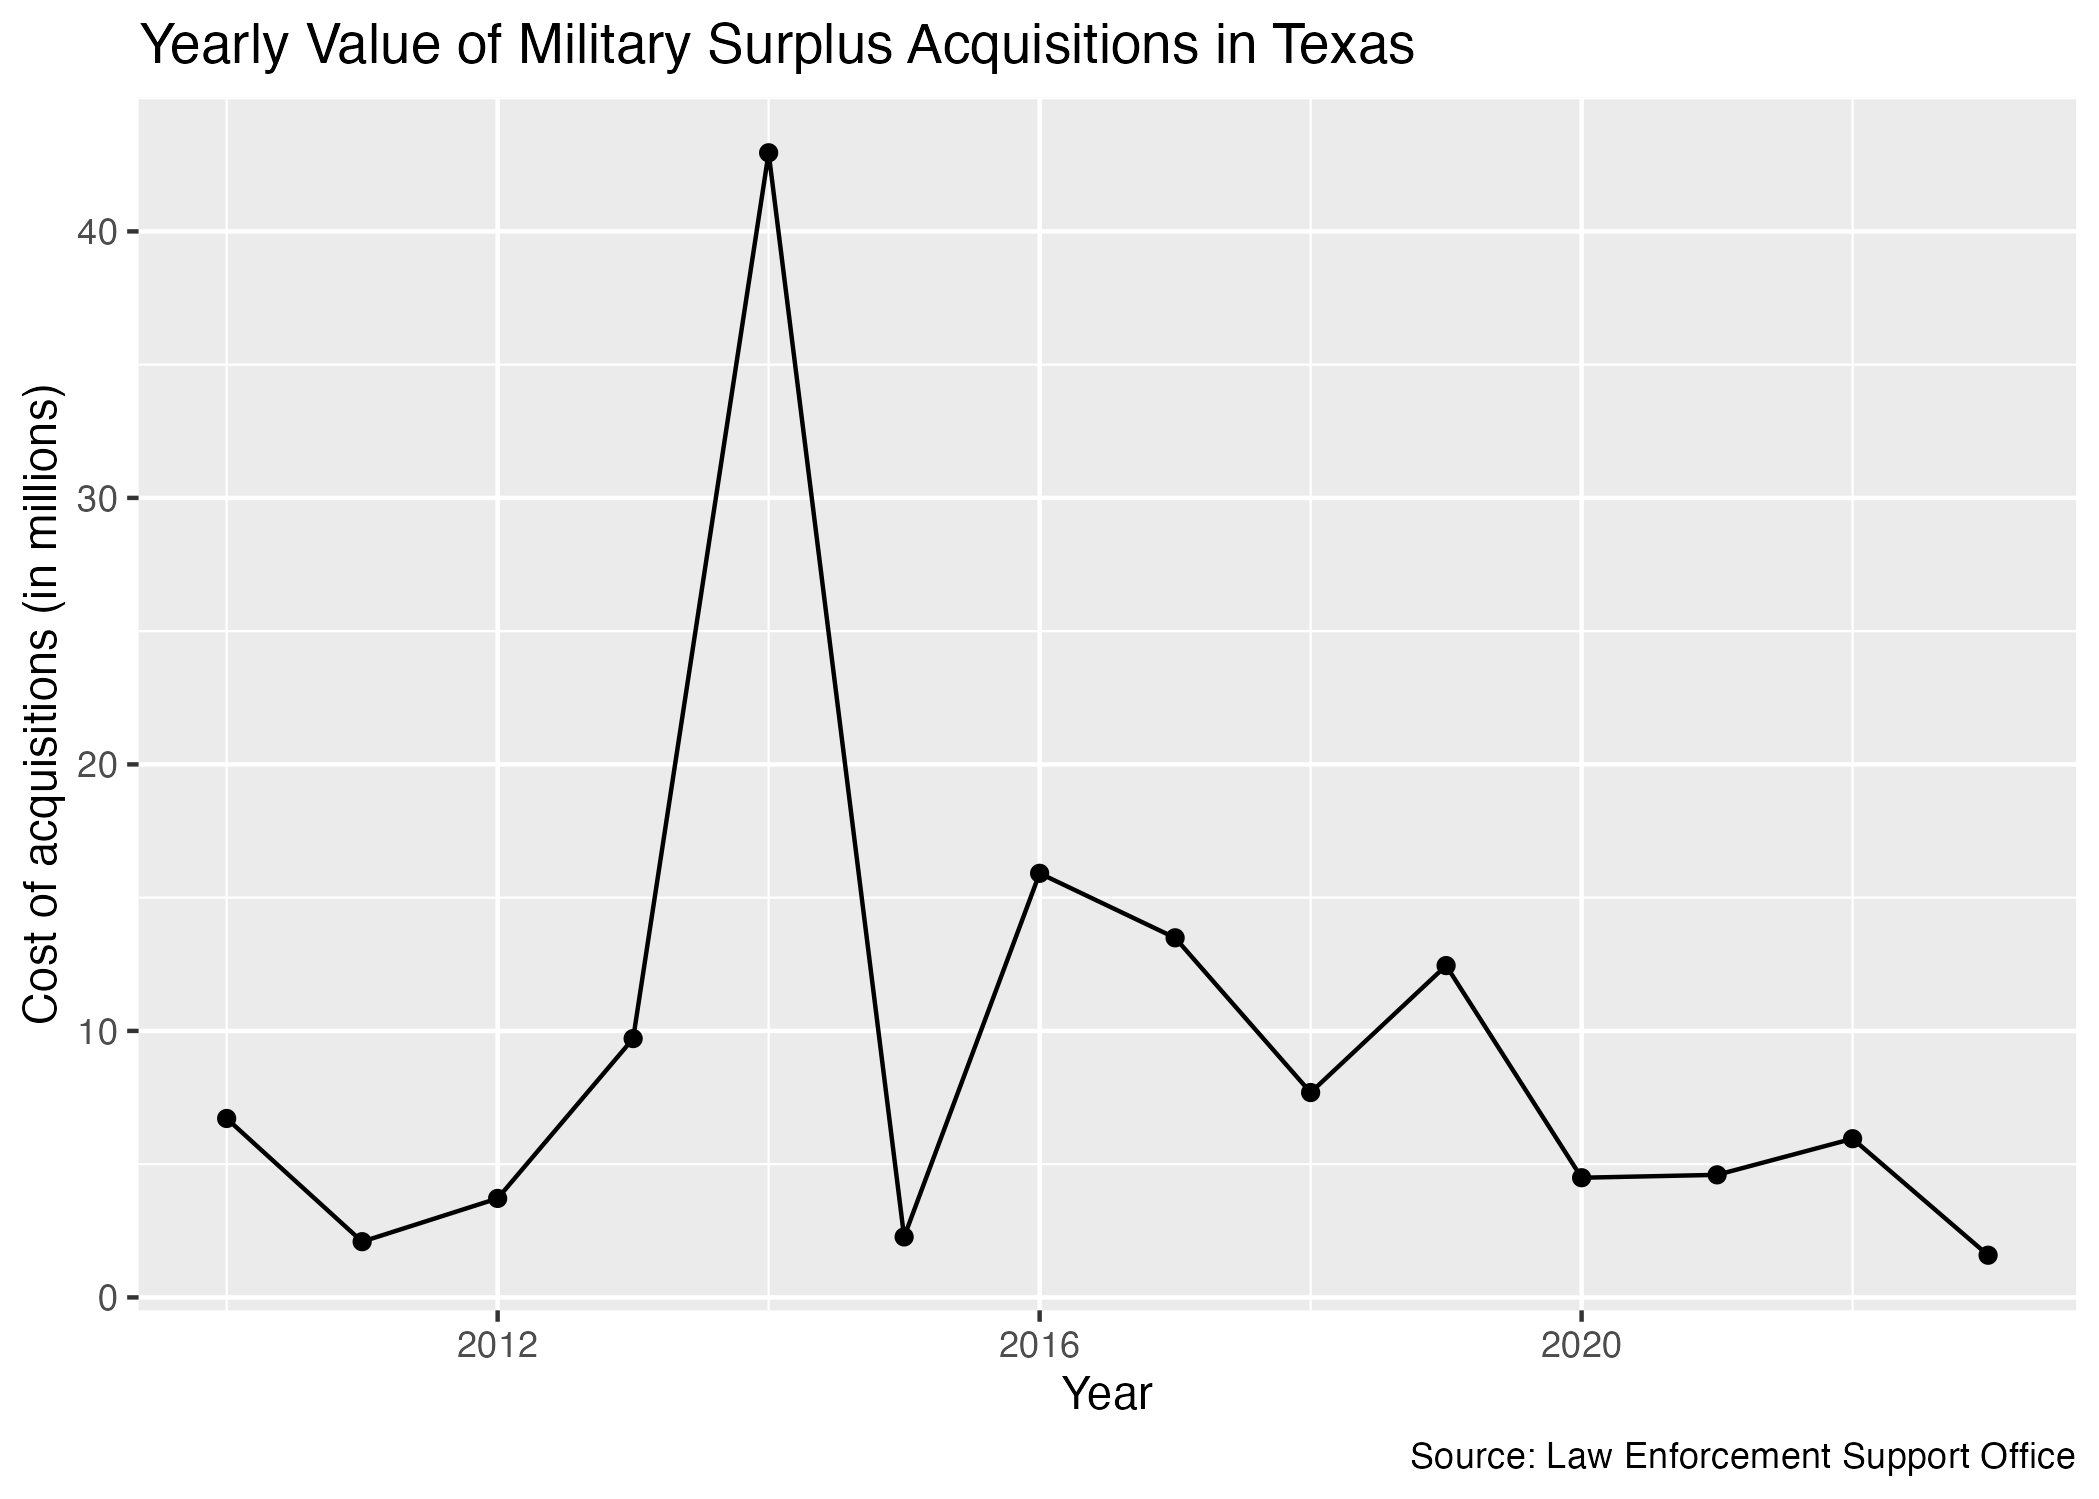 Yearly Value of Military Surplus Acquisitions in Texas
Cost of acquisitions (in millions)
40
30
20
10
0
2012
2016
2020
Year
Source: Law Enforcement Support Office